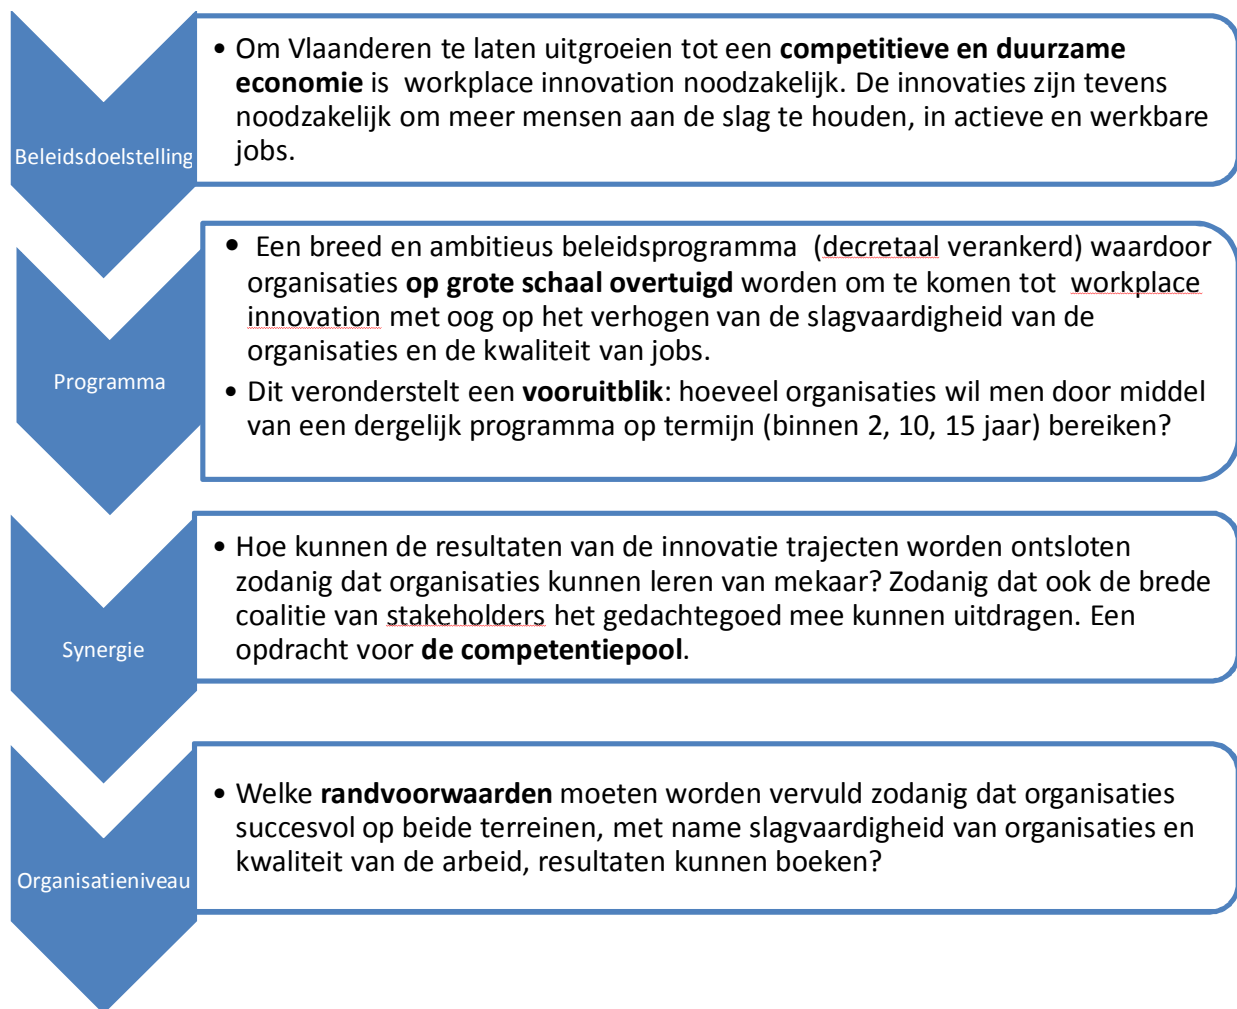 Beleidsdoelstelling
• Om Vlaanderen te laten uitgroeien tot een competitieve en duurzame
economie is  workplace innovation noodzakelijk. De innovaties zijn tevens
noodzakelijk om meer mensen aan de slag te houden, in actieve en werkbare
jobs.
Programma
•  Een breed en ambitieus beleidsprogramma  (decretaal verankerd) waardoor
organisaties op grote schaal overtuigd worden om te komen tot  workplace
innovation met oog op het verhogen van de slagvaardigheid van de
organisaties en de kwaliteit van jobs.
• Dit veronderstelt een vooruitblik: hoeveel organisaties wil men door middel
van een dergelijk programma op termijn (binnen 2, 10, 15 jaar) bereiken?
Synergie
• Hoe kunnen de resultaten van de innovatie trajecten worden ontsloten
zodanig dat organisaties kunnen leren van mekaar? Zodanig dat ook de brede
coalitie van stakeholders het gedachtegoed mee kunnen uitdragen. Een
opdracht voor de competentiepool.
Organisatieniveau
• Welke randvoorwaarden moeten worden vervuld zodanig dat organisaties
succesvol op beide terreinen, met name slagvaardigheid van organisaties en
kwaliteit van de arbeid, resultaten kunnen boeken?